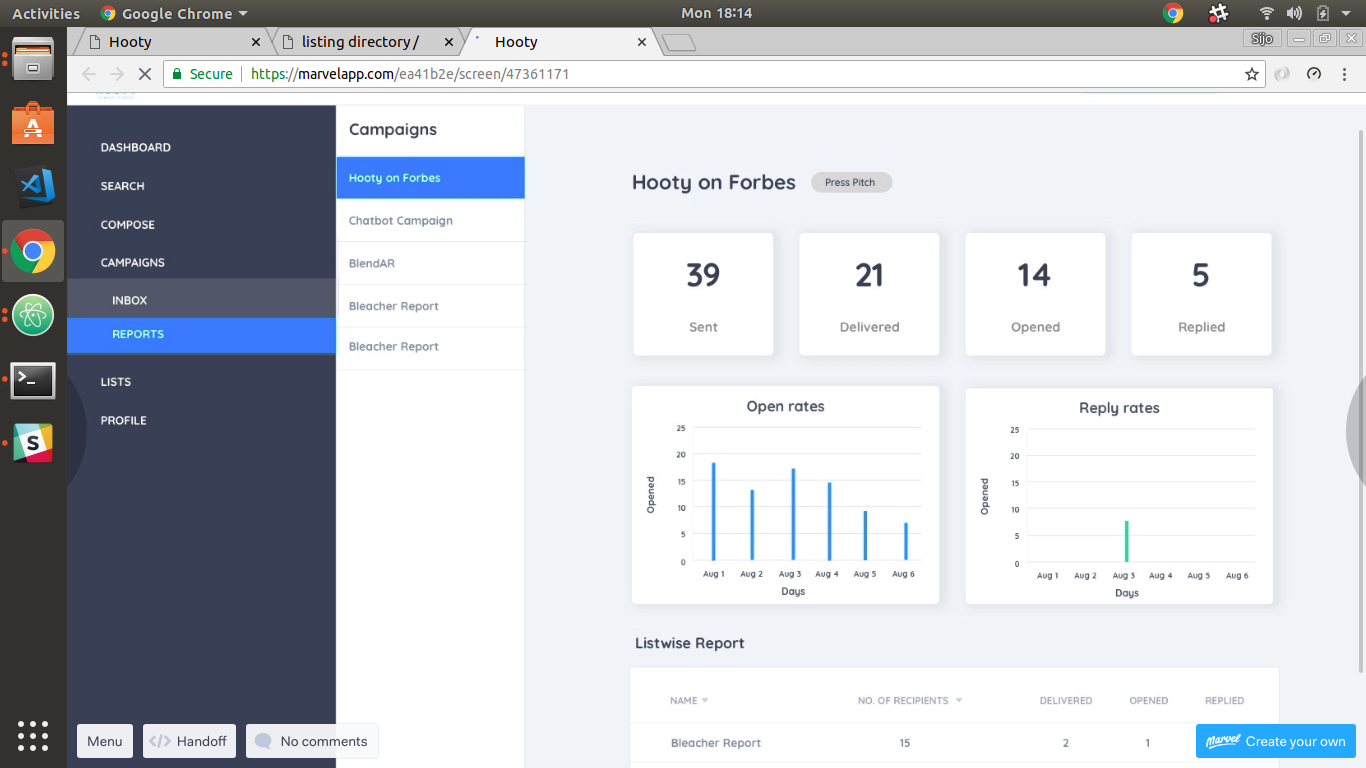 Activities Google Chrome Mon 18:14
Hooty listing directory / Hooty Sijo
Secure https://marvelapp.com/ea41b2e/screen/47361171
DASHBOARD
SEARCH
COMPOSE
CAMPAIGNS
INBOX
REPORTS
LISTS
PROFILE
Campaigns
Hooty on Forbes
Chatbot Campaign
BlendAR
Bleacher Report
Bleacher Report
Hooty on Forbes Press Pitch
39 21 14 5
Sent Delivered Opened Replied
Open rates
25
20
15
10
5
0
Opened
Aug 1 Aug 2 Aug 3 Aug 4 Aug 5 Aug 6
Days
Reply rates
25
20
15
10
5
0
Opened
Aug 1 Aug 2 Aug 3 Aug 4 Aug 5 Aug 6
Days
Listwise Report
NAME NO. OF RECIPIENTS DELIVERED OPENED REPLIED
Bleacher Report 15 2 1
Menu </> Handoff No comments
Marvel Create your own